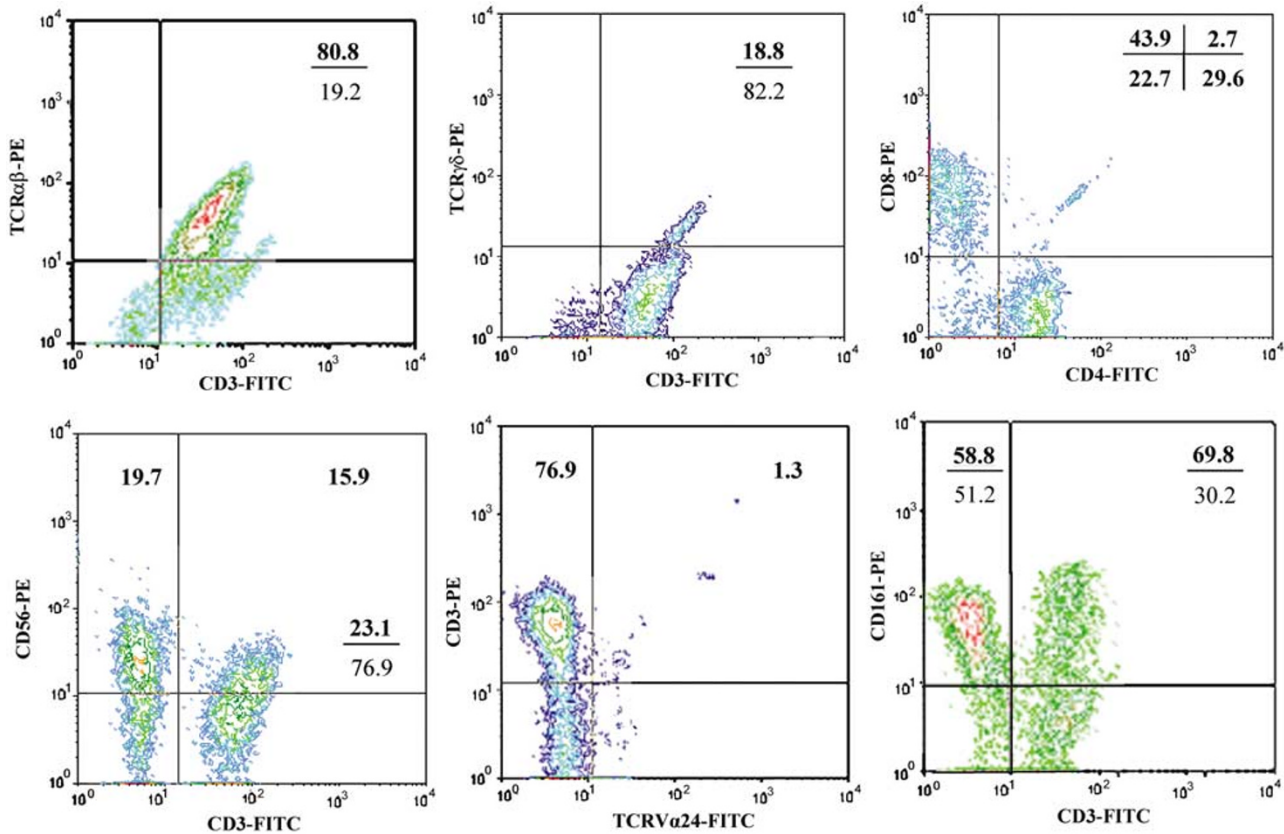 80.8
19.2
10⁴
10³
10²
10¹
10⁰
TCRαβ-PE
10⁰ 10¹ 10² 10³ 10⁴
CD3-FITC
18.8
82.2
10⁴
10³
10²
10¹
10⁰
TCRγδ-PE
10⁰ 10¹ 10² 10³ 10⁴
CD3-FITC
43.9 2.7
22.7 29.6
10⁴
10³
10²
10¹
10⁰
CD8-PE
10⁰ 10¹ 10² 10³ 10⁴
CD4-FITC
19.7 15.9
23.1
76.9
10⁴
10³
10²
10¹
10⁰
CD56-PE
10⁰ 10¹ 10² 10³ 10⁴
CD3-FITC
76.9 1.3
10⁴
10³
10²
10¹
10⁰
CD3-PE
10⁰ 10¹ 10² 10³ 10⁴
TCRVα24-FITC
58.8 69.8
51.2 30.2
10⁴
10³
10²
10¹
10⁰
CD161-PE
10⁰ 10¹ 10² 10³ 10⁴
CD3-FITC